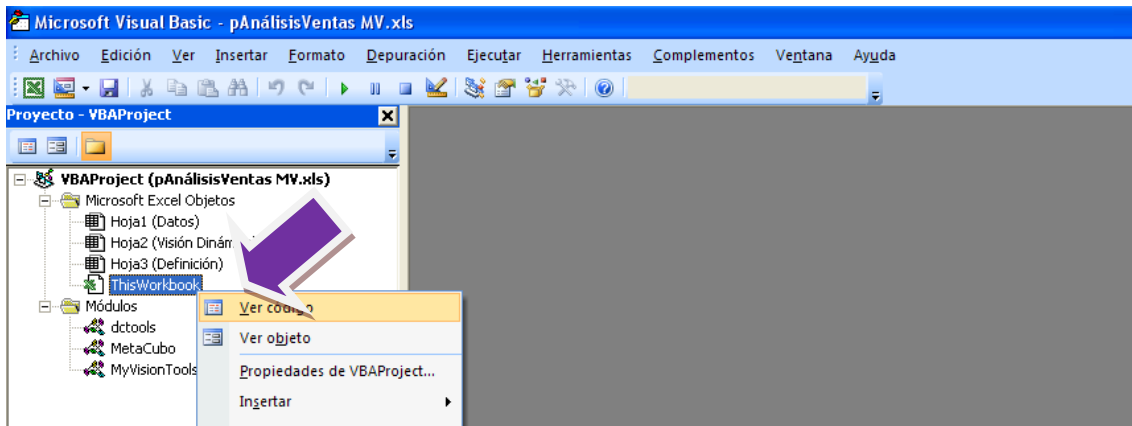 Microsoft Visual Basic - pAnálisisVentas MV.xls
Archivo Edición Ver Insertar Formato Depuración Ejecutar Herramientas Complementos Ventana Ayuda
Proyecto - VBAProject
VBAProject (pAnálisisVentas MV.xls)
Microsoft Excel Objetos
Hoja1 (Datos)
Hoja2 (Visión
Hoja3 (Definición)
ThisWorkbook
Módulos
dctools
MetaCubo
MyVisionTools
Ver código
Ver objeto
Propiedades de VBAProject...
Insertar